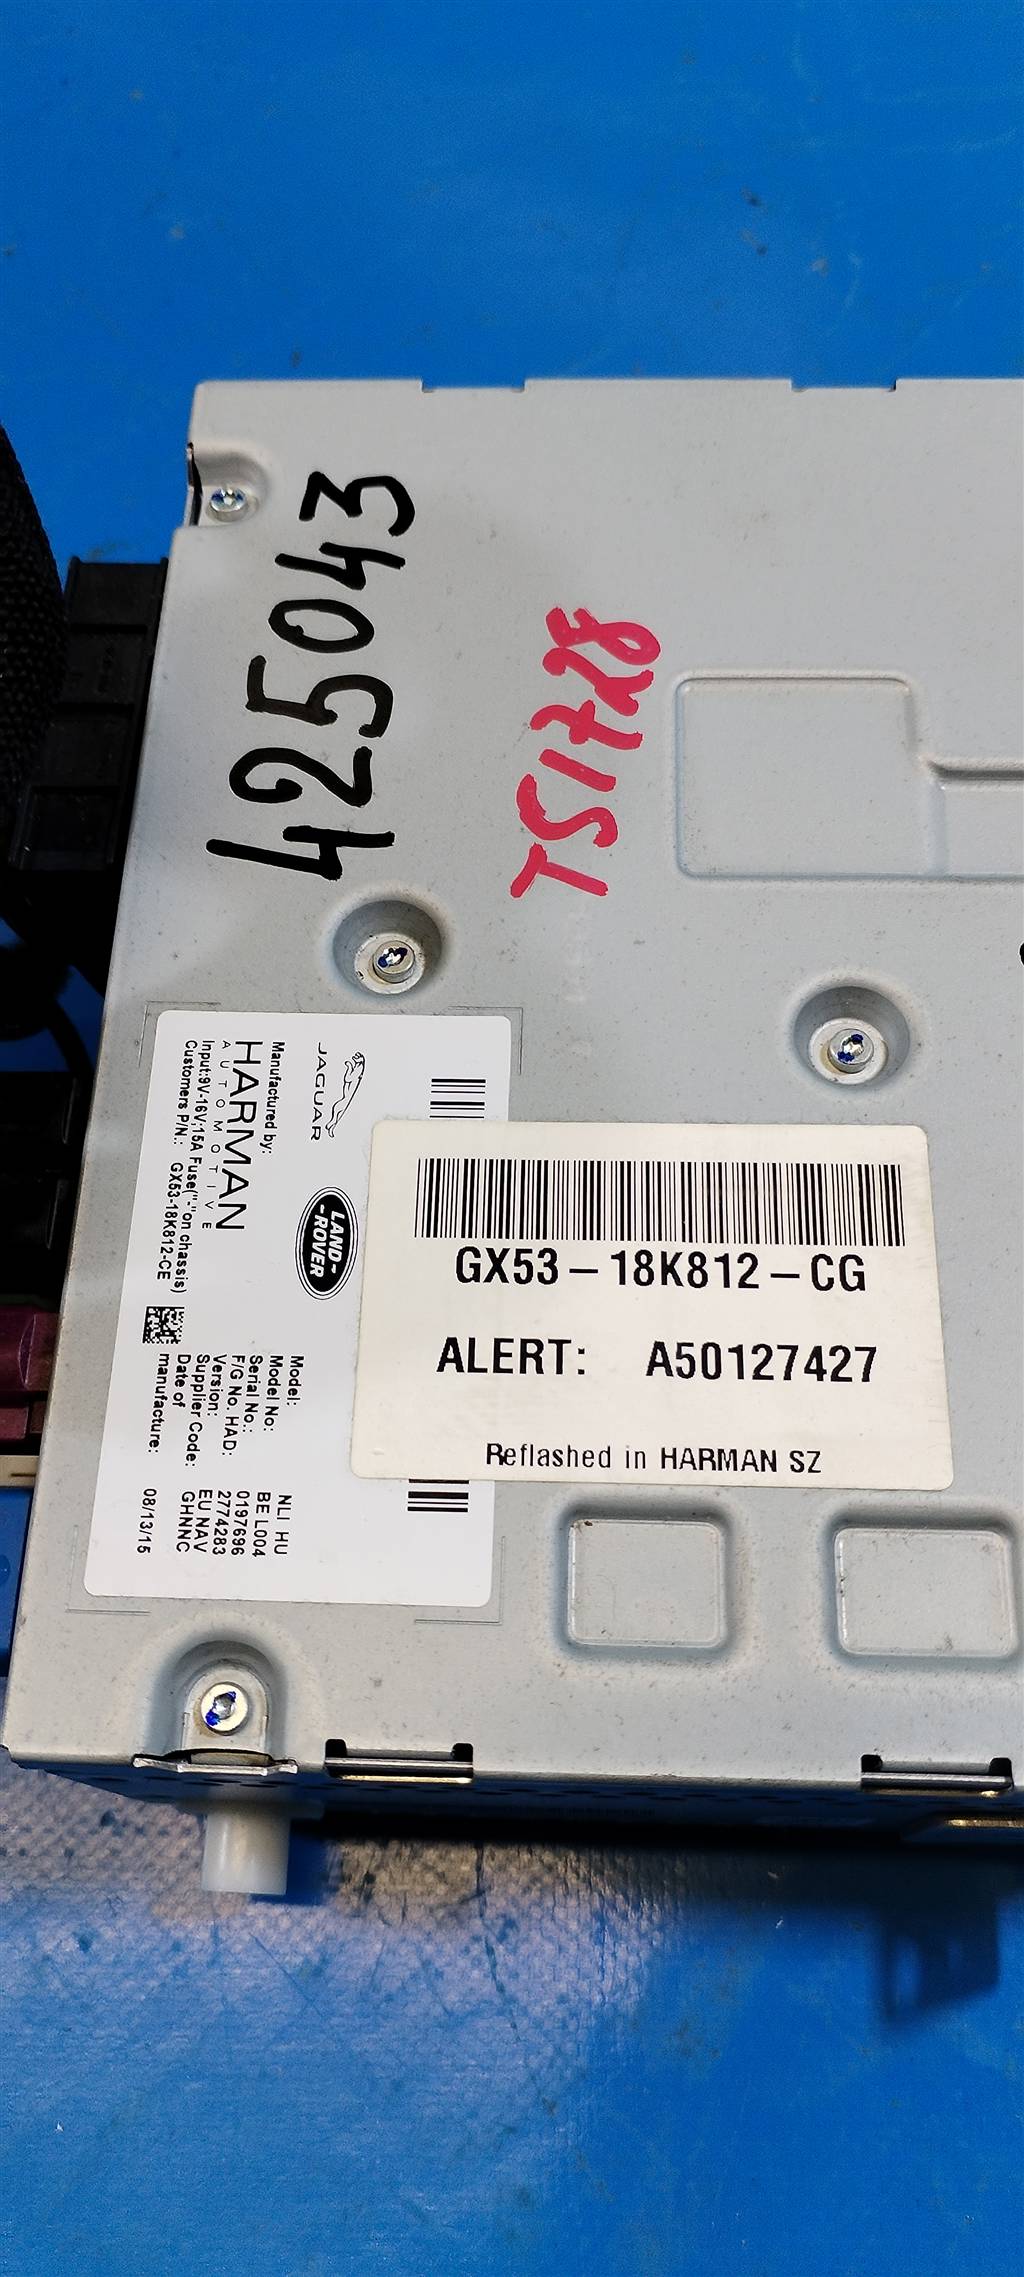 425043
TS1728
JAGUAR
LAND-
-ROVER
Manufactured by:
HARMAN
AUTOMOTIVE
Input:9V-16V;15A Fuse("-"on chassis)
Customers P/N.: GX53-18K812-CE
Model: NLI HU
Model No: BE L004
Serial No.: 0197696
F/G No. HAD: 2774283
Version: EU NAV
Supplier Code: GHNNC
Date of
manufacture: 08/13/15
GX53-18K812-CG
ALERT: A50127427
Reflashed in HARMAN SZ